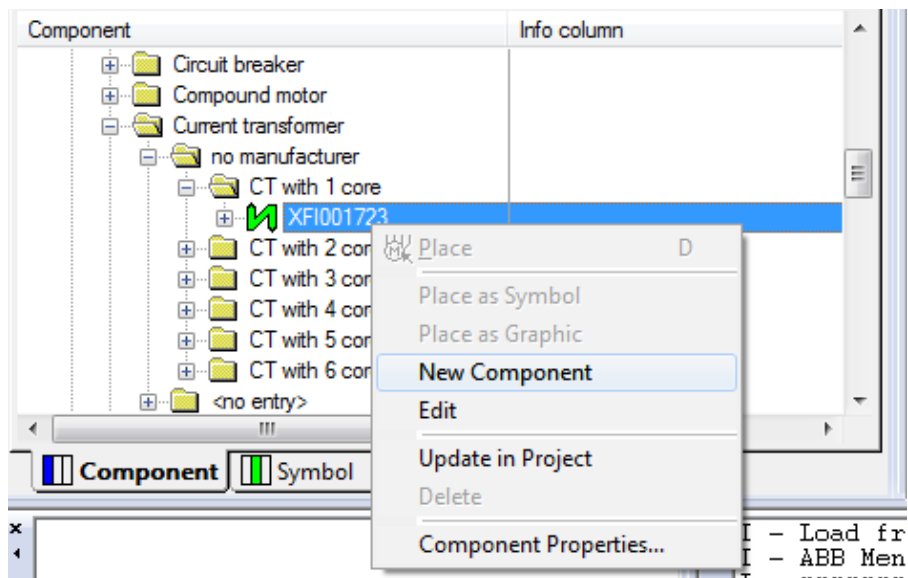 Component Info column
Circuit breaker
Compound motor
Current transformer
no manufacturer
CT with 1 core
XFI001723
CT with 2 cor
CT with 3 cor
CT with 4 cor
CT with 5 cor
CT with 6 cor
<no entry>
Place D
Place as Symbol
Place as Graphic
New Component
Edit
Update in Project
Delete
Component Properties...
Component Symbol
I - Load fr
I - ABB Men